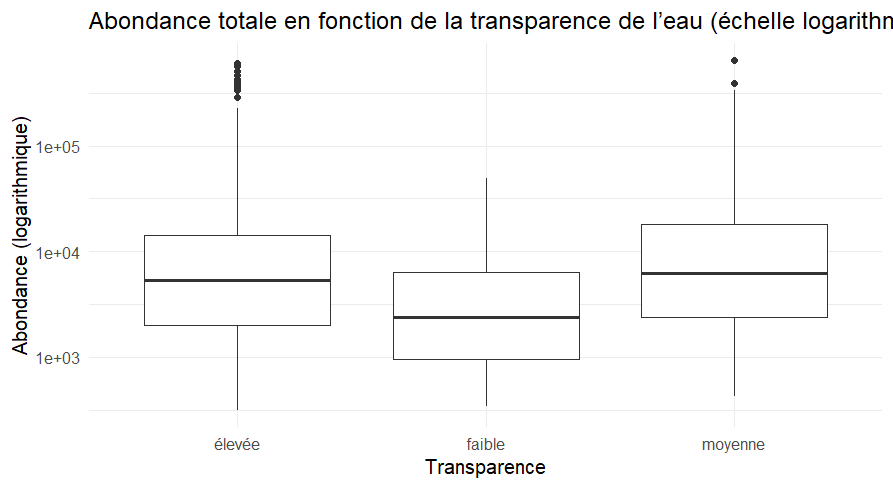 Abondance totale en fonction de la transparence de l’eau (échelle logarithm
Abondance (logarithmique)
1e+05
1e+04
1e+03
élevée
faible
moyenne
Transparence